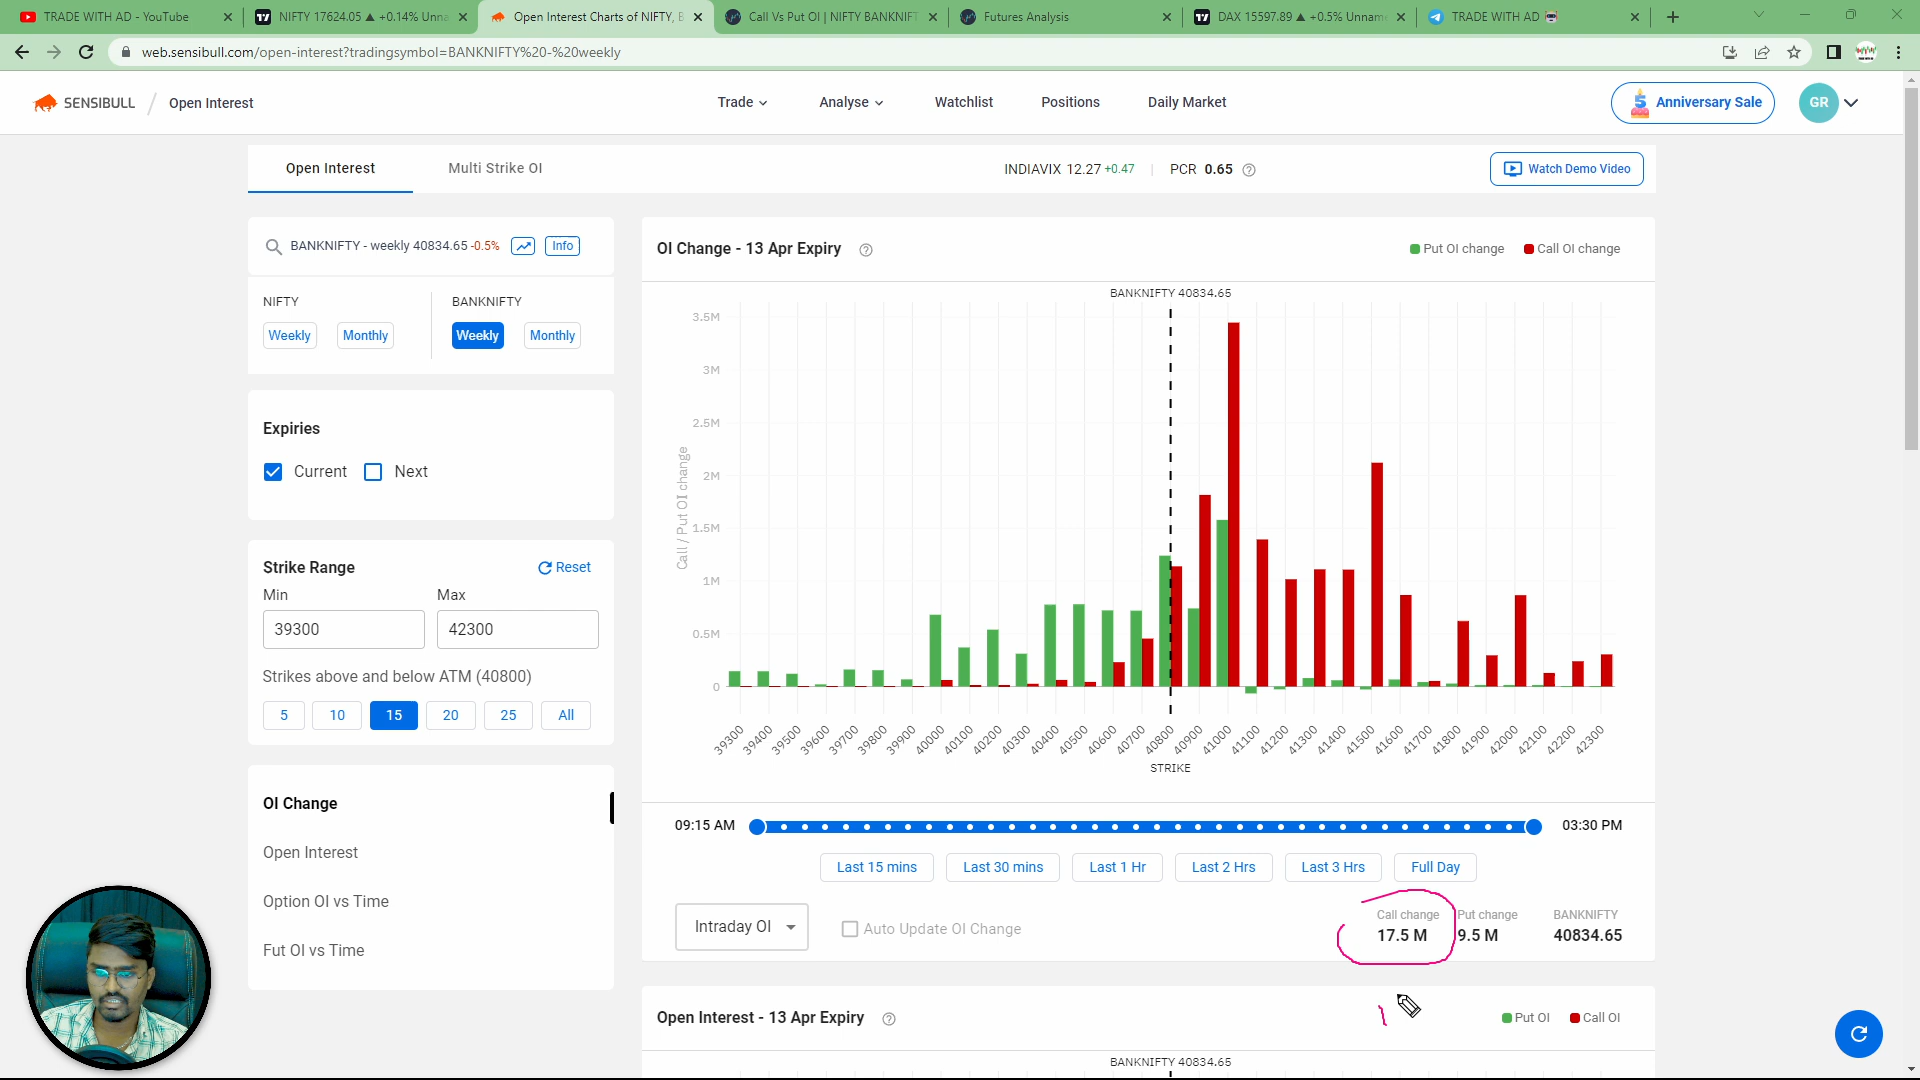 TRADE WITH AD - YouTube
NIFTY 17624.05 ▲ +0.14% Unna
Open Interest Charts of NIFTY, B
Call Vs Put OI | NIFTY BANKNIFT
Futures Analysis
DAX 15597.89 ▲ +0.5% Unnam
TRADE WITH AD
web.sensibull.com/open-interest?tradingsymbol=BANKNIFTY%20-%20weekly
SENSIBULL / Open Interest
Trade
Analyse
Watchlist
Positions
Daily Market
5 Anniversary Sale
GR
Open Interest
Multi Strike OI
INDIAVIX 12.27 +0.47 | PCR 0.65
Watch Demo Video
BANKNIFTY - weekly 40834.65 -0.5% Info
NIFTY
Weekly Monthly
BANKNIFTY
Weekly Monthly
Expiries
Current Next
Strike Range
Reset
Min Max
39300 42300
Strikes above and below ATM (40800)
5 10 15 20 25 All
OI Change
Open Interest
Option OI vs Time
Fut OI vs Time
OI Change - 13 Apr Expiry
Put OI change Call OI change
BANKNIFTY 40834.65
Call / Put OI change
3.5M
3M
2.5M
2M
1.5M
1M
0.5M
0
39300 39400 39500 39600 39700 39800 39900 40000 40100 40200 40300 40400 40500 40600 40700 40800 40900 41000 41100 41200 41300 41400 41500 41600 41700 41800 41900 42000 42100 42200 42300
STRIKE
09:15 AM 03:30 PM
Last 15 mins Last 30 mins Last 1 Hr Last 2 Hrs Last 3 Hrs Full Day
Intraday OI
Auto Update OI Change
Call change Put change BANKNIFTY
17.5 M 9.5 M 40834.65
Open Interest - 13 Apr Expiry
Put OI Call OI
BANKNIFTY 40834.65